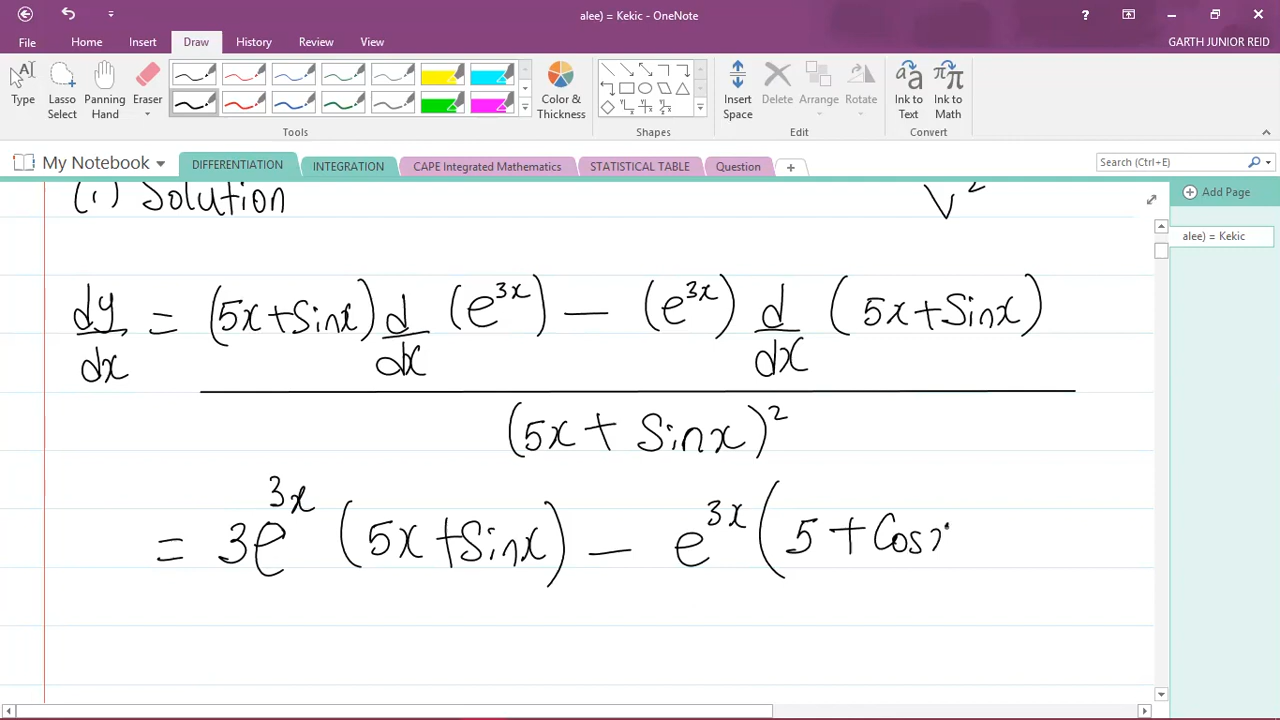 alee) = Kekic - OneNote
?
File Home Insert Draw History Review View GARTH JUNIOR REID
Type
Lasso Select
Panning Hand
Eraser
Color & Thickness
Insert Space
Delete
Arrange
Rotate
Ink to Text
Ink to Math
Tools Shapes Edit Convert
My Notebook DIFFERENTIATION INTEGRATION CAPE Integrated Mathematics STATISTICAL TABLE Question + Search (Ctrl+E)
Add Page
alee) = Kekic
(i) Solution V²
dy/dx = (5x+Sinx) d/dx (e^3x) — (e^3x) d/dx (5x+Sinx)
(5x + Sinx)²
= 3e^3x (5x+Sinx) — e^3x (5 + Cosx